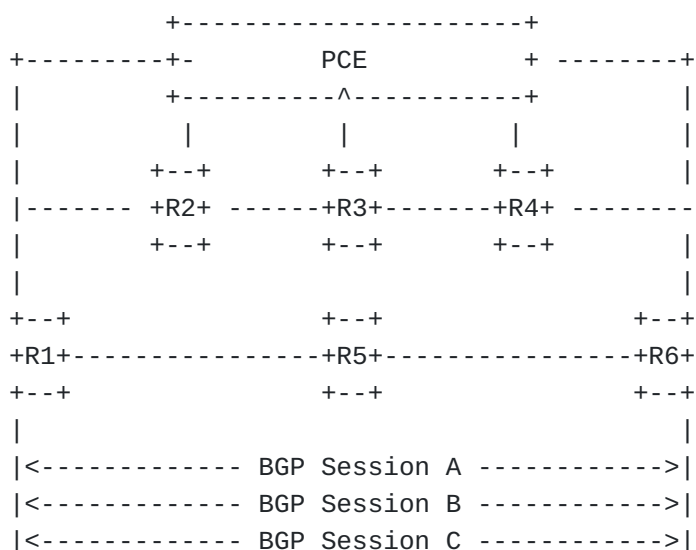 PCE
R2 R3 R4
R1 R5 R6
BGP Session A
BGP Session B
BGP Session C